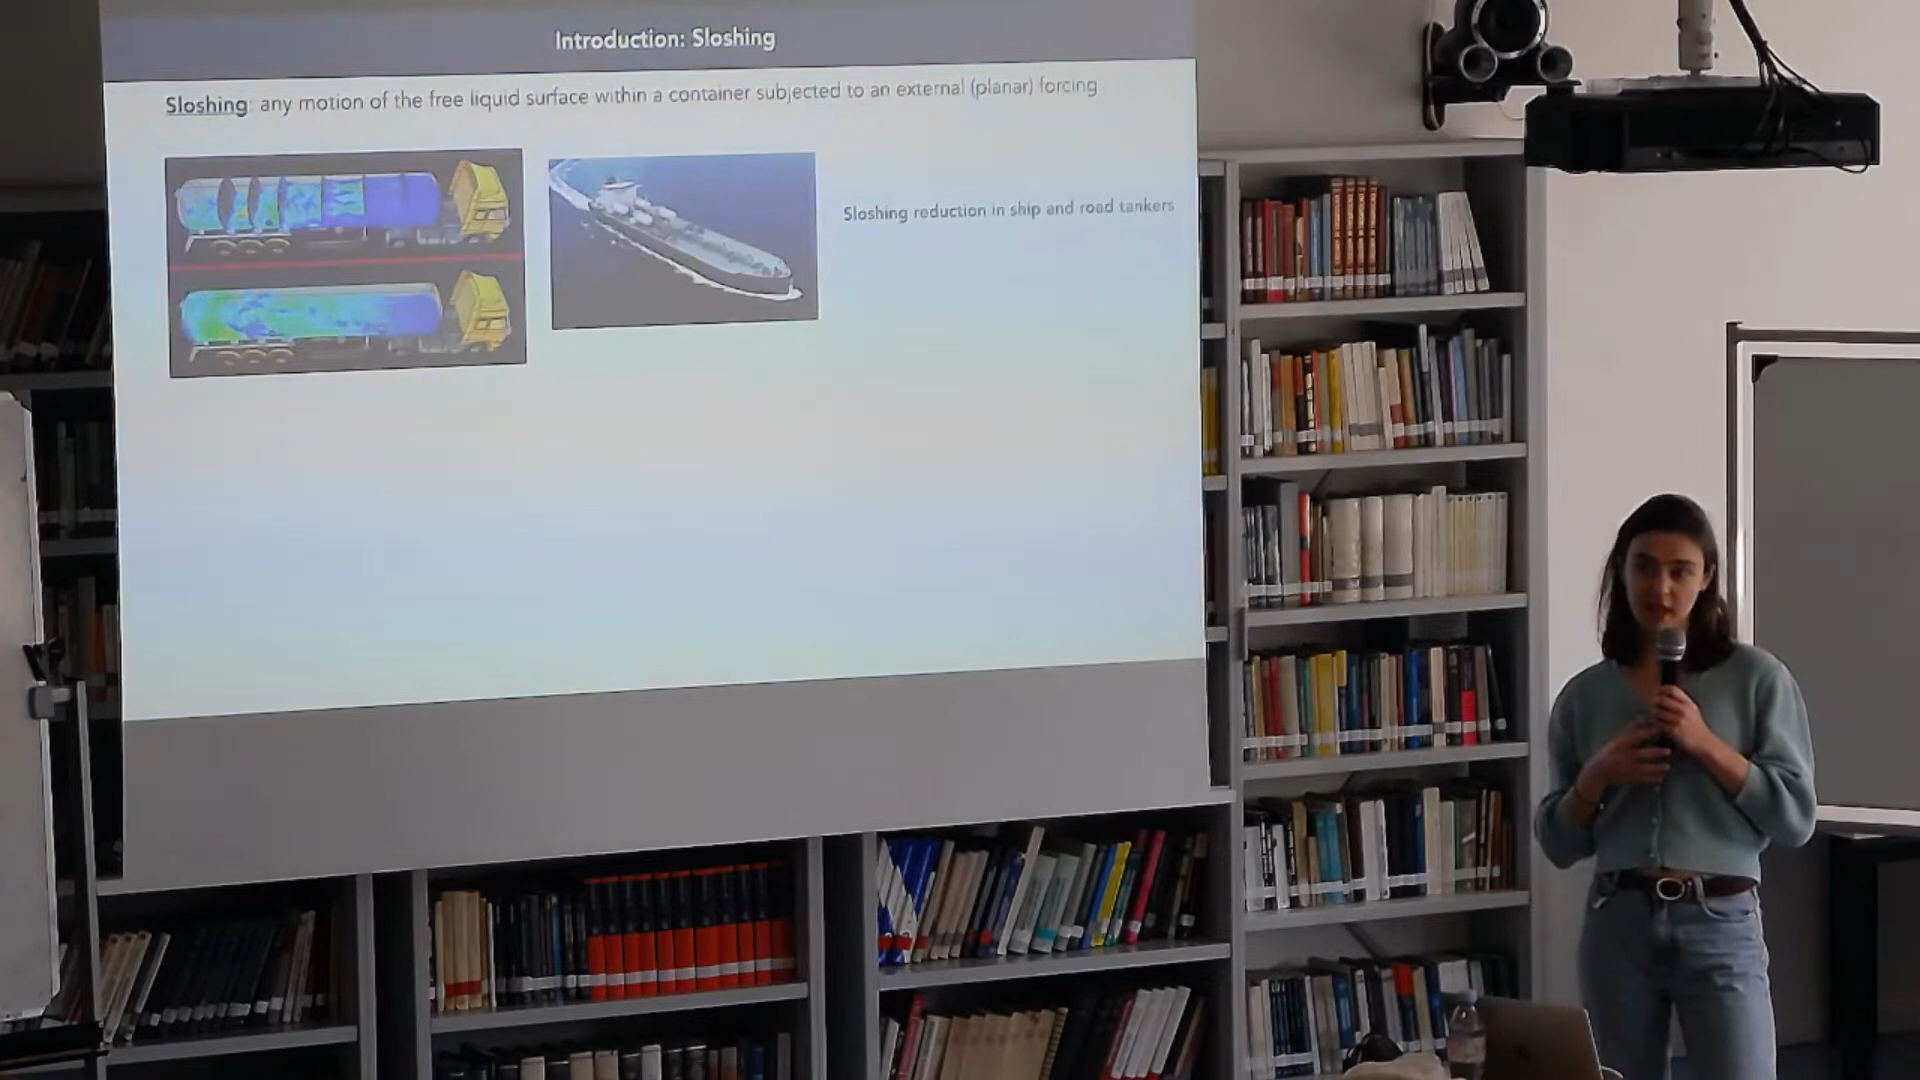 Introduction: Sloshing
Sloshing: any motion of the free liquid surface within a container subjected to an external (planar) forcing
Sloshing reduction in ship and road tankers